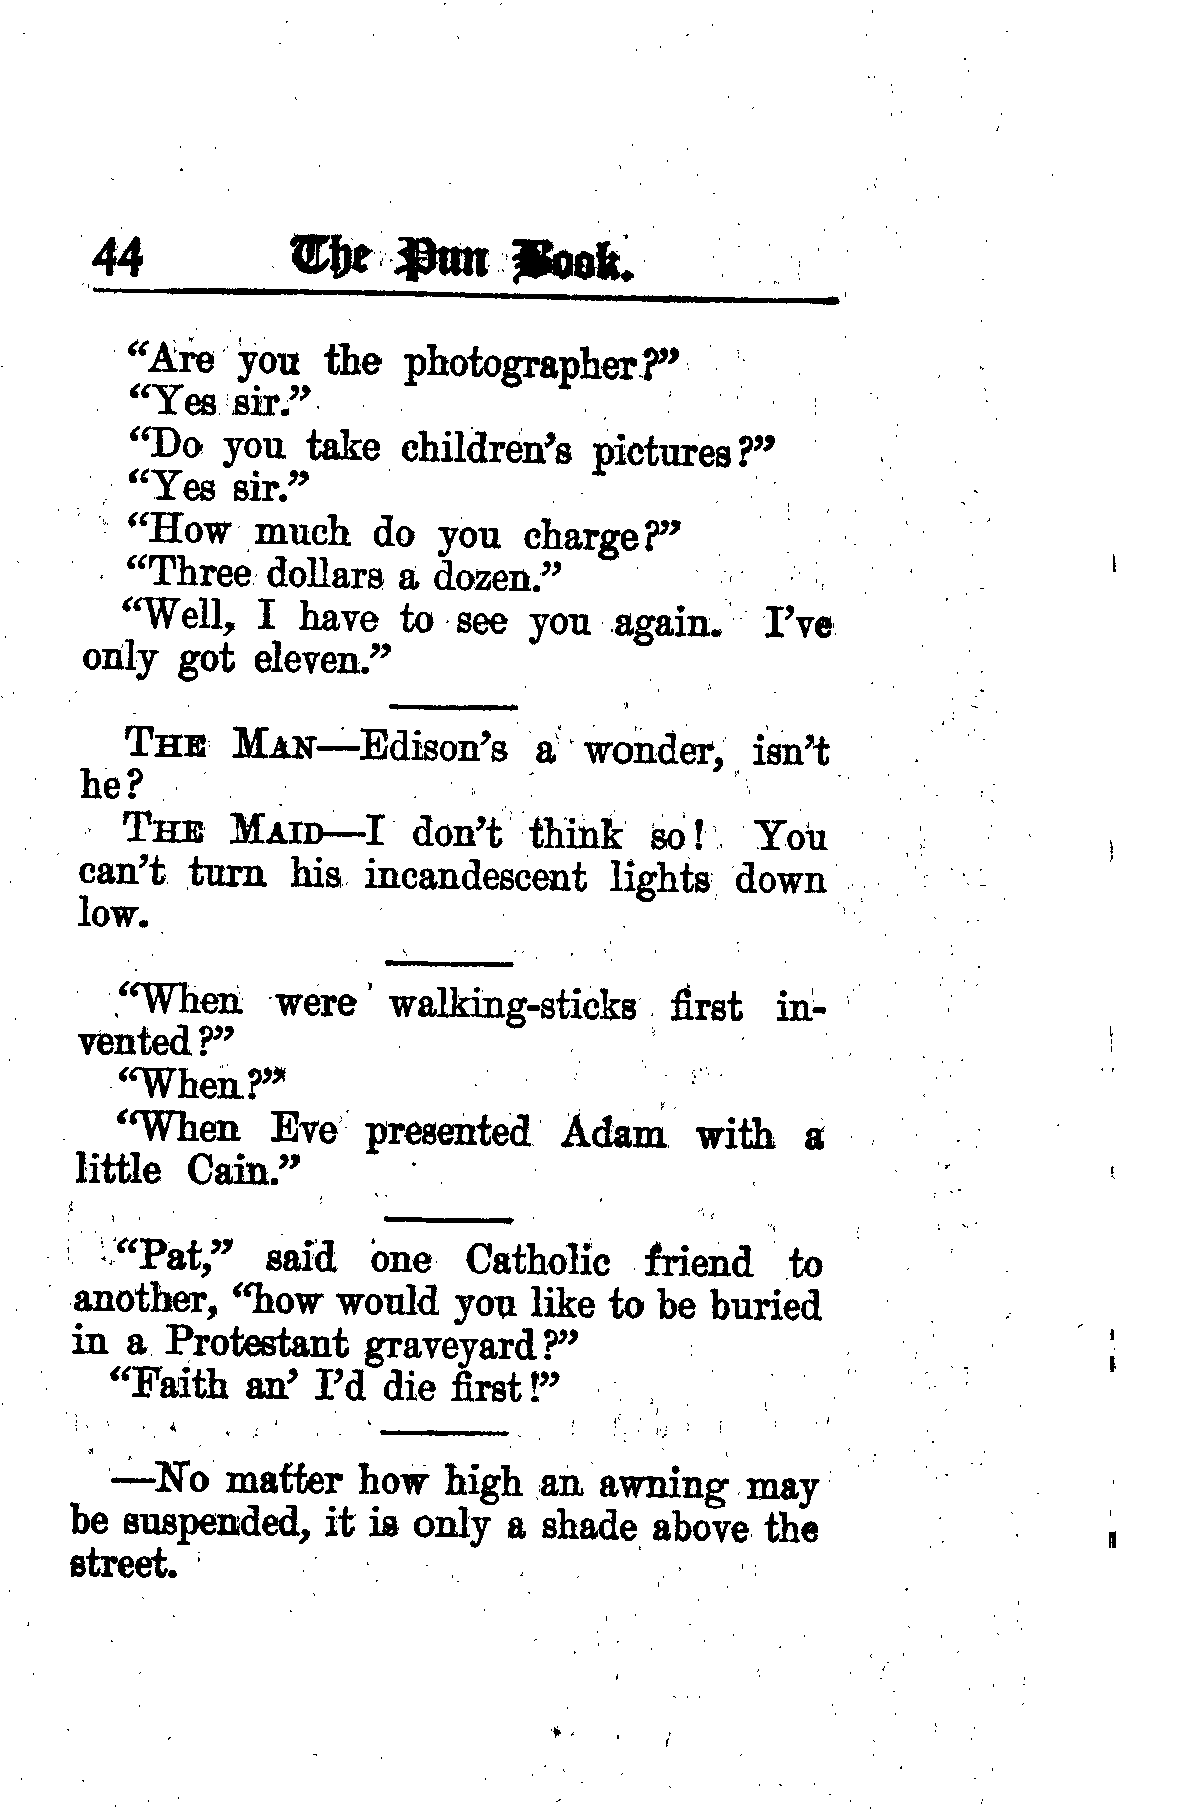 44 The Pun Book.
“Are you the photographer?”
“Yes sir.”
“Do you take children’s pictures?”
“Yes sir.”
“How much do you charge?”
“Three dollars a dozen.”
“Well, I have to see you again. I’ve
only got eleven.”
THE MAN—Edison’s a wonder, isn’t
he?
THE MAID—I don’t think so! You
can’t turn his incandescent lights down
low.
“When were walking-sticks first in-
vented?”
“When?”
“When Eve presented Adam with a
little Cain.”
“Pat,” said one Catholic friend to
another, “how would you like to be buried
in a Protestant graveyard?”
“Faith an’ I’d die first!”
—No matter how high an awning may
be suspended, it is only a shade above the
street.